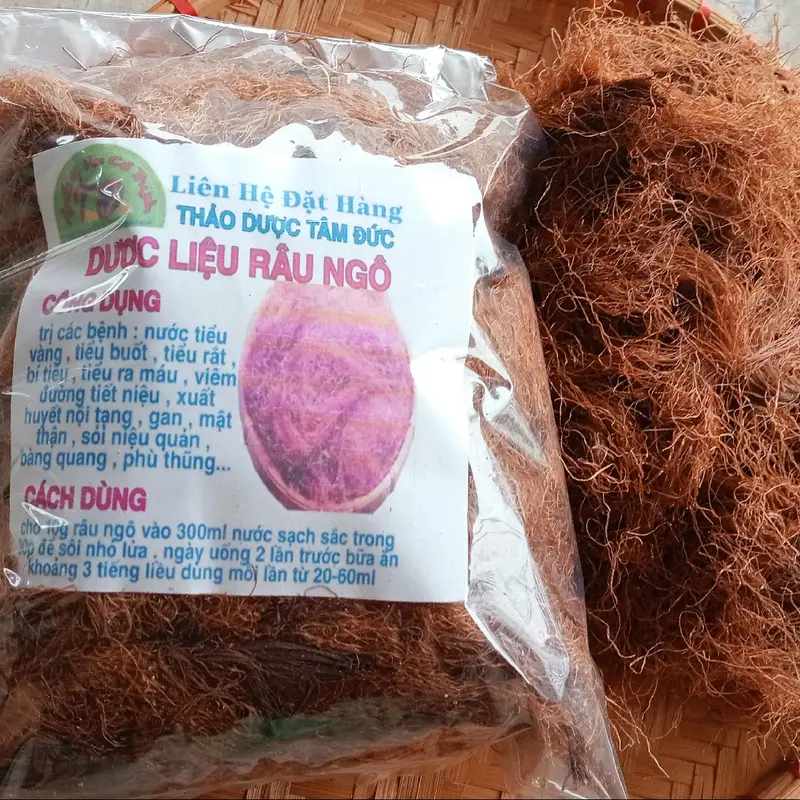 Liên Hệ Đặt Hàng
THẢO DƯỢC TÂM ĐỨC
DƯỢC LIỆU RÂU NGÔ
CÔNG DỤNG
trị các bệnh : nước tiểu
vàng , tiểu buốt , tiểu rắt ,
bí tiểu , tiểu ra máu , viêm
đường tiết niệu , xuất
huyết nội tạng , gan , mật
thận , sỏi niệu quản ,
bàng quang , phù thũng...
CÁCH DÙNG
cho 10g râu ngô vào 300ml nước sạch sắc trong
để sôi nhỏ lửa , ngày uống 2 lần trước bữa ăn
khoảng 3 tiếng liều dùng mỗi lần từ 20-60ml